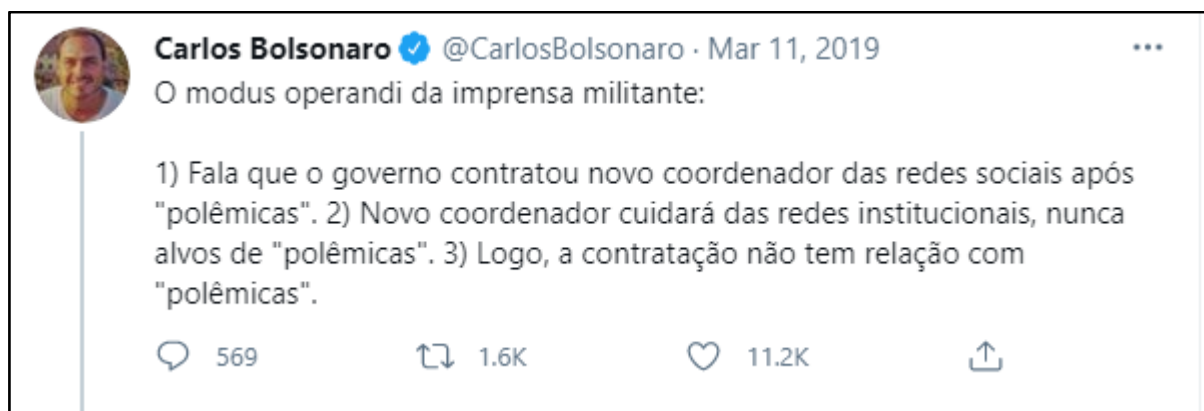 Carlos Bolsonaro @CarlosBolsonaro · Mar 11, 2019
O modus operandi da imprensa militante:
1) Fala que o governo contratou novo coordenador das redes sociais após
"polêmicas". 2) Novo coordenador cuidará das redes institucionais, nunca
alvos de "polêmicas". 3) Logo, a contratação não tem relação com
"polêmicas".
569 1.6K 11.2K